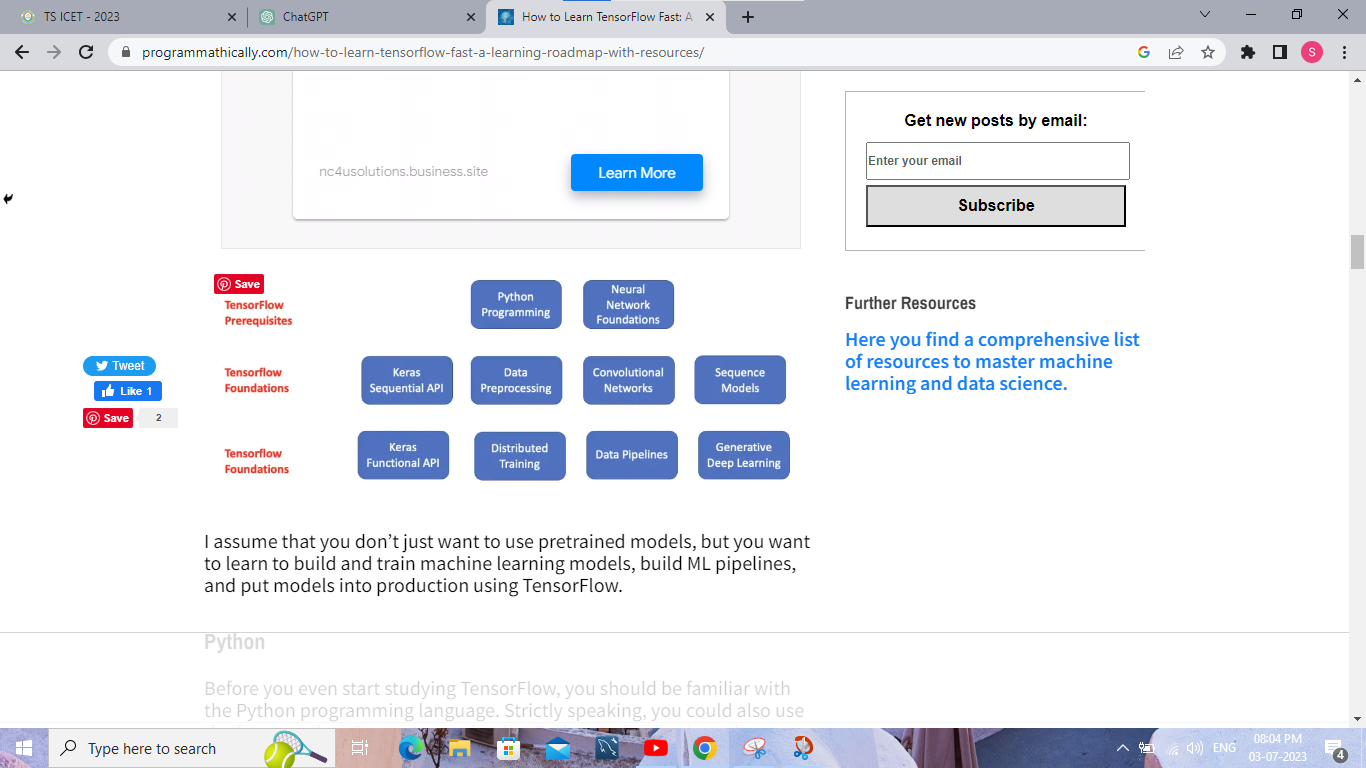 TS ICET - 2023
ChatGPT
How to Learn TensorFlow Fast: A
programmathically.com/how-to-learn-tensorflow-fast-a-learning-roadmap-with-resources/
S
nc4usolutions.business.site
Learn More
Get new posts by email:
Enter your email
Subscribe
Save
TensorFlow
Prerequisites
Python
Programming
Neural
Network
Foundations
Tensorflow
Foundations
Keras
Sequential API
Data
Preprocessing
Convolutional
Networks
Sequence
Models
Tensorflow
Foundations
Keras
Functional API
Distributed
Training
Data Pipelines
Generative
Deep Learning
Further Resources
Here you find a comprehensive list
of resources to master machine
learning and data science.
Tweet
Like 1
Save 2
I assume that you don’t just want to use pretrained models, but you want
to learn to build and train machine learning models, build ML pipelines,
and put models into production using TensorFlow.
Python
Before you even start studying TensorFlow, you should be familiar with
the Python programming language. Strictly speaking, you could also use
Type here to search
ENG
08:04 PM
03-07-2023
4